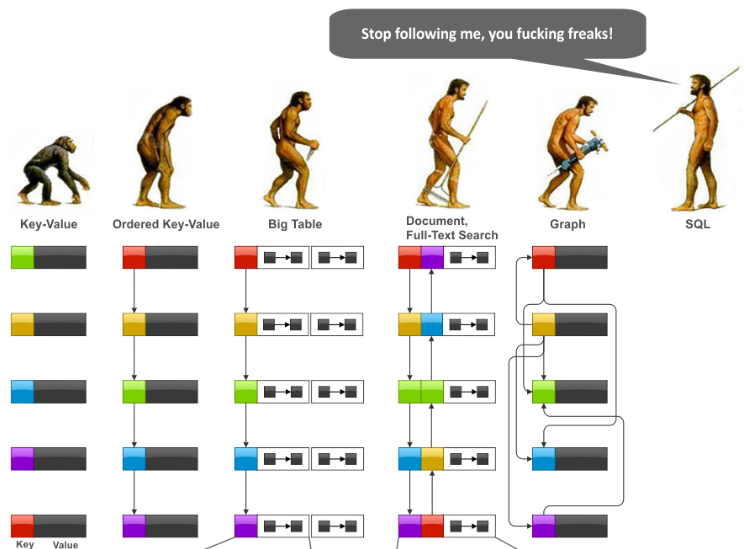 Stop following me, you fucking freaks!
Key-Value
Ordered Key-Value
Big Table
Document,
Full-Text Search
Graph
SQL
Key Value